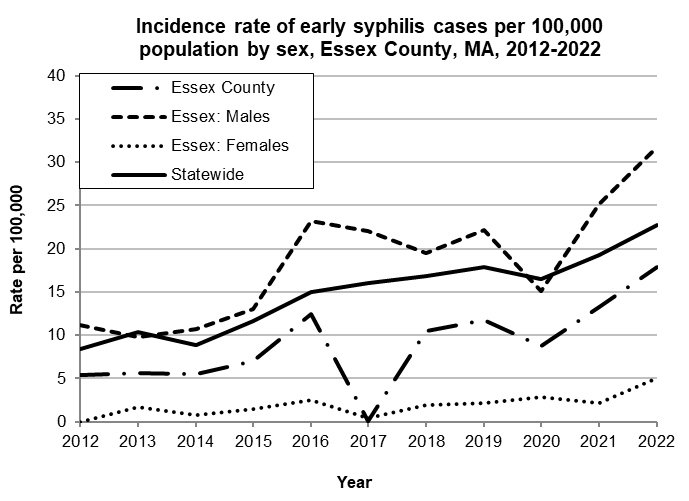 Incidence rate of early syphilis cases per 100,000
population by sex, Essex County, MA, 2012-2022
Essex County
Essex: Males
Essex: Females
Statewide
40
35
30
25
20
15
10
5
0
Rate per 100,000
2012 2013 2014 2015 2016 2017 2018 2019 2020 2021 2022
Year